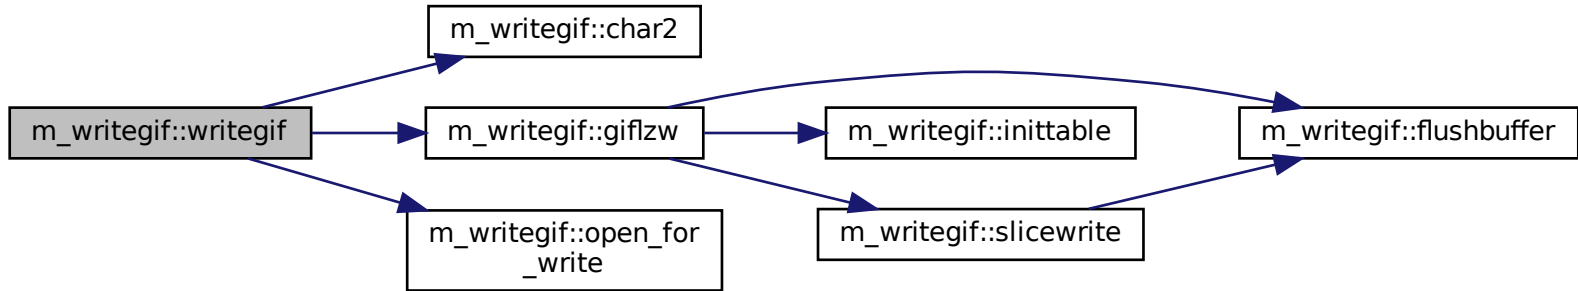 m_writegif::char2
m_writegif::writegif
m_writegif::giflzw
m_writegif::inittable
m_writegif::flushbuffer
m_writegif::slicewrite
m_writegif::open_for
_write